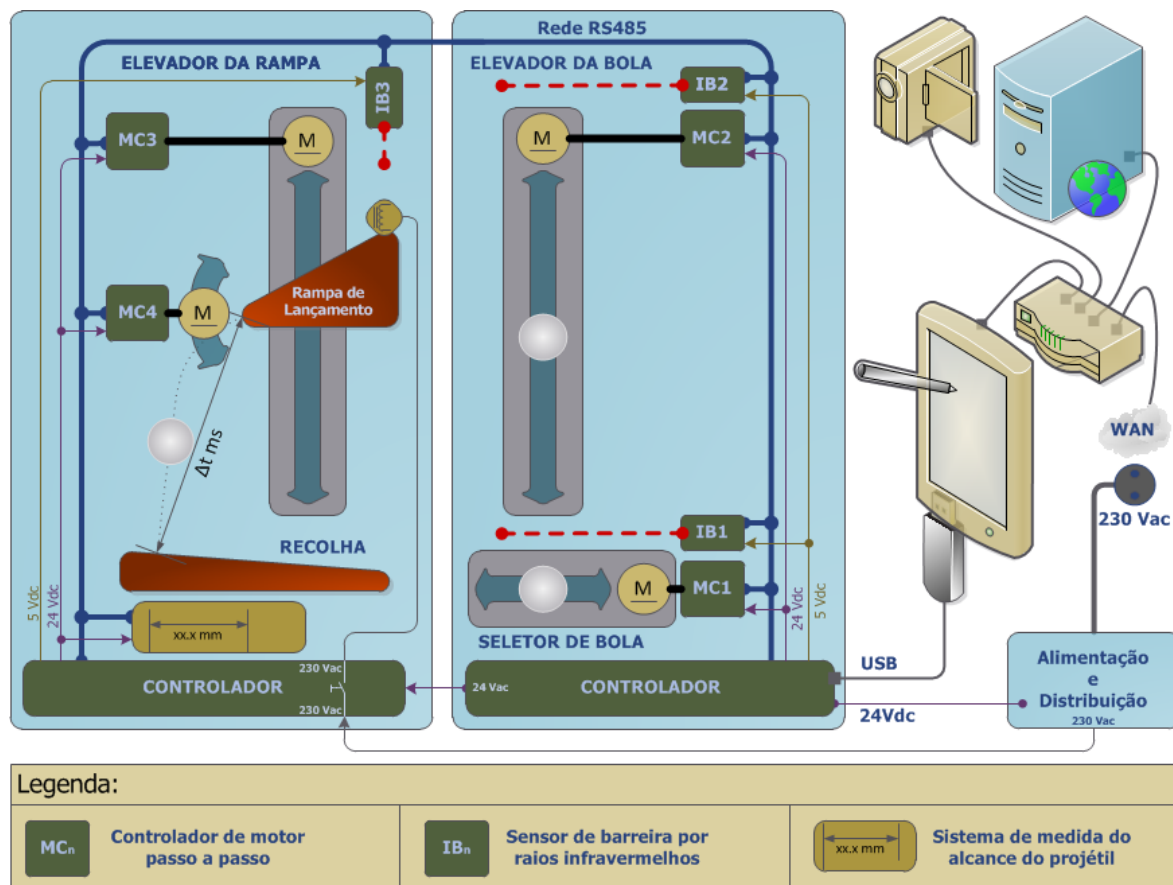 Rede RS485
ELEVADOR DA RAMPA
IB3
MC3
M
MC4
M
Rampa de
Lançamento
Δt ms
RECOLHA
5 Vdc
24 Vdc
xx.x mm
230 Vac
CONTROLADOR
230 Vac
ELEVADOR DA BOLA
IB2
M
MC2
IB1
M
MC1
SELETOR DE BOLA
24 Vdc
5 Vdc
24 Vac
CONTROLADOR
WAN
230 Vac
USB
24Vdc
Alimentação
e
Distribuição
230 Vac
Legenda:
MCn
Controlador de motor
passo a passo
IBn
Sensor de barreira por
raios infravermelhos
xx.x mm
Sistema de medida do
alcance do projétil